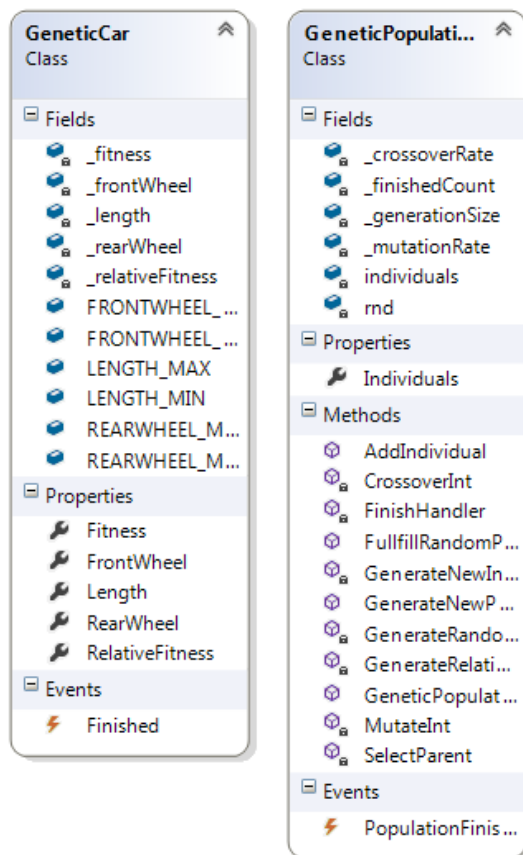 GeneticCar
Class
Fields
_fitness
_frontWheel
_length
_rearWheel
_relativeFitness
FRONTWHEEL_...
FRONTWHEEL_...
LENGTH_MAX
LENGTH_MIN
REARWHEEL_M...
REARWHEEL_M...
Properties
Fitness
FrontWheel
Length
RearWheel
RelativeFitness
Events
Finished
GeneticPopulati...
Class
Fields
_crossoverRate
_finishedCount
_generationSize
_mutationRate
individuals
rnd
Properties
Individuals
Methods
AddIndividual
CrossoverInt
FinishHandler
FullfillRandomP...
GenerateNewIn...
GenerateNewP...
GenerateRando...
GenerateRelati...
GeneticPopulat...
MutateInt
SelectParent
Events
PopulationFinis...